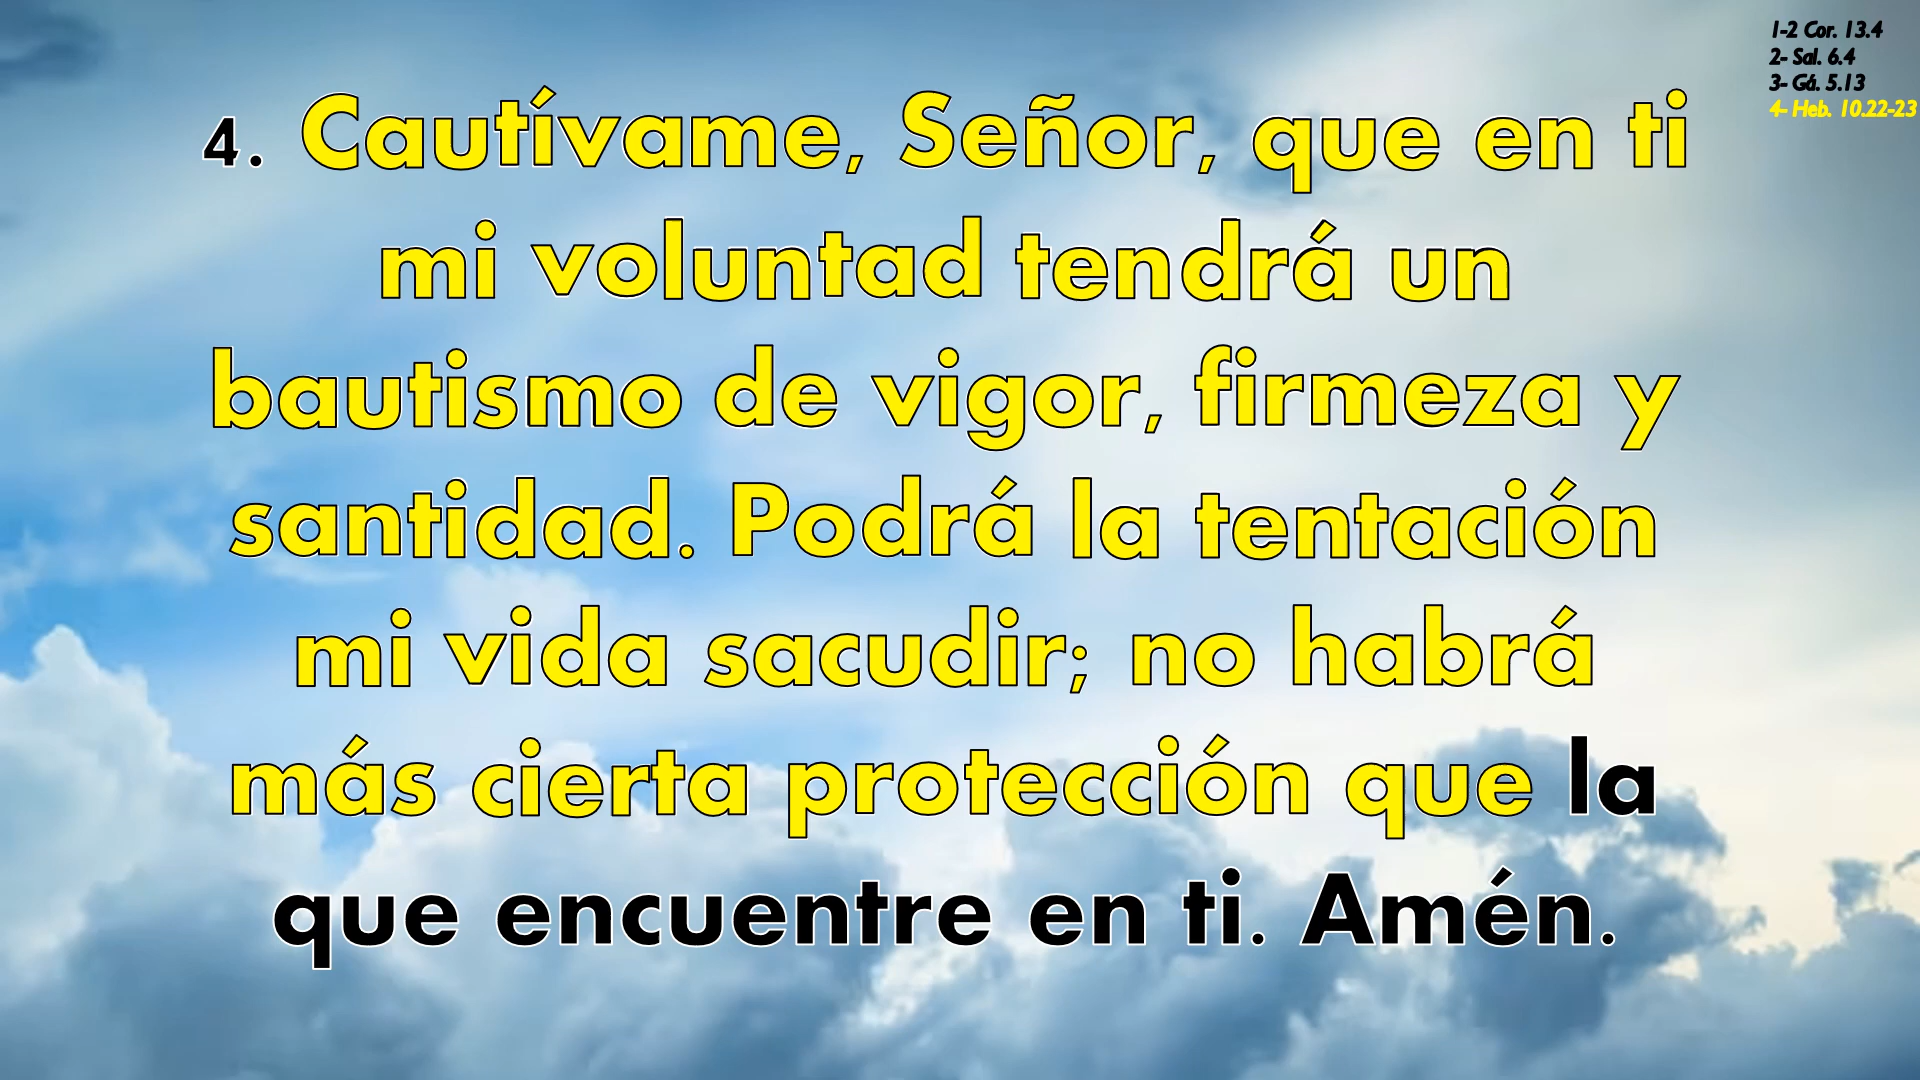 1-2 Cor. 13.4
2- Sal. 6.4
3- Gá. 5.13
4- Heb. 10.22-23
4. Cautívame, Señor, que en ti
mi voluntad tendrá un
bautismo de vigor, firmeza y
santidad. Podrá la tentación
mi vida sacudir; no habrá
más cierta protección que la
que encuentre en ti. Amén.